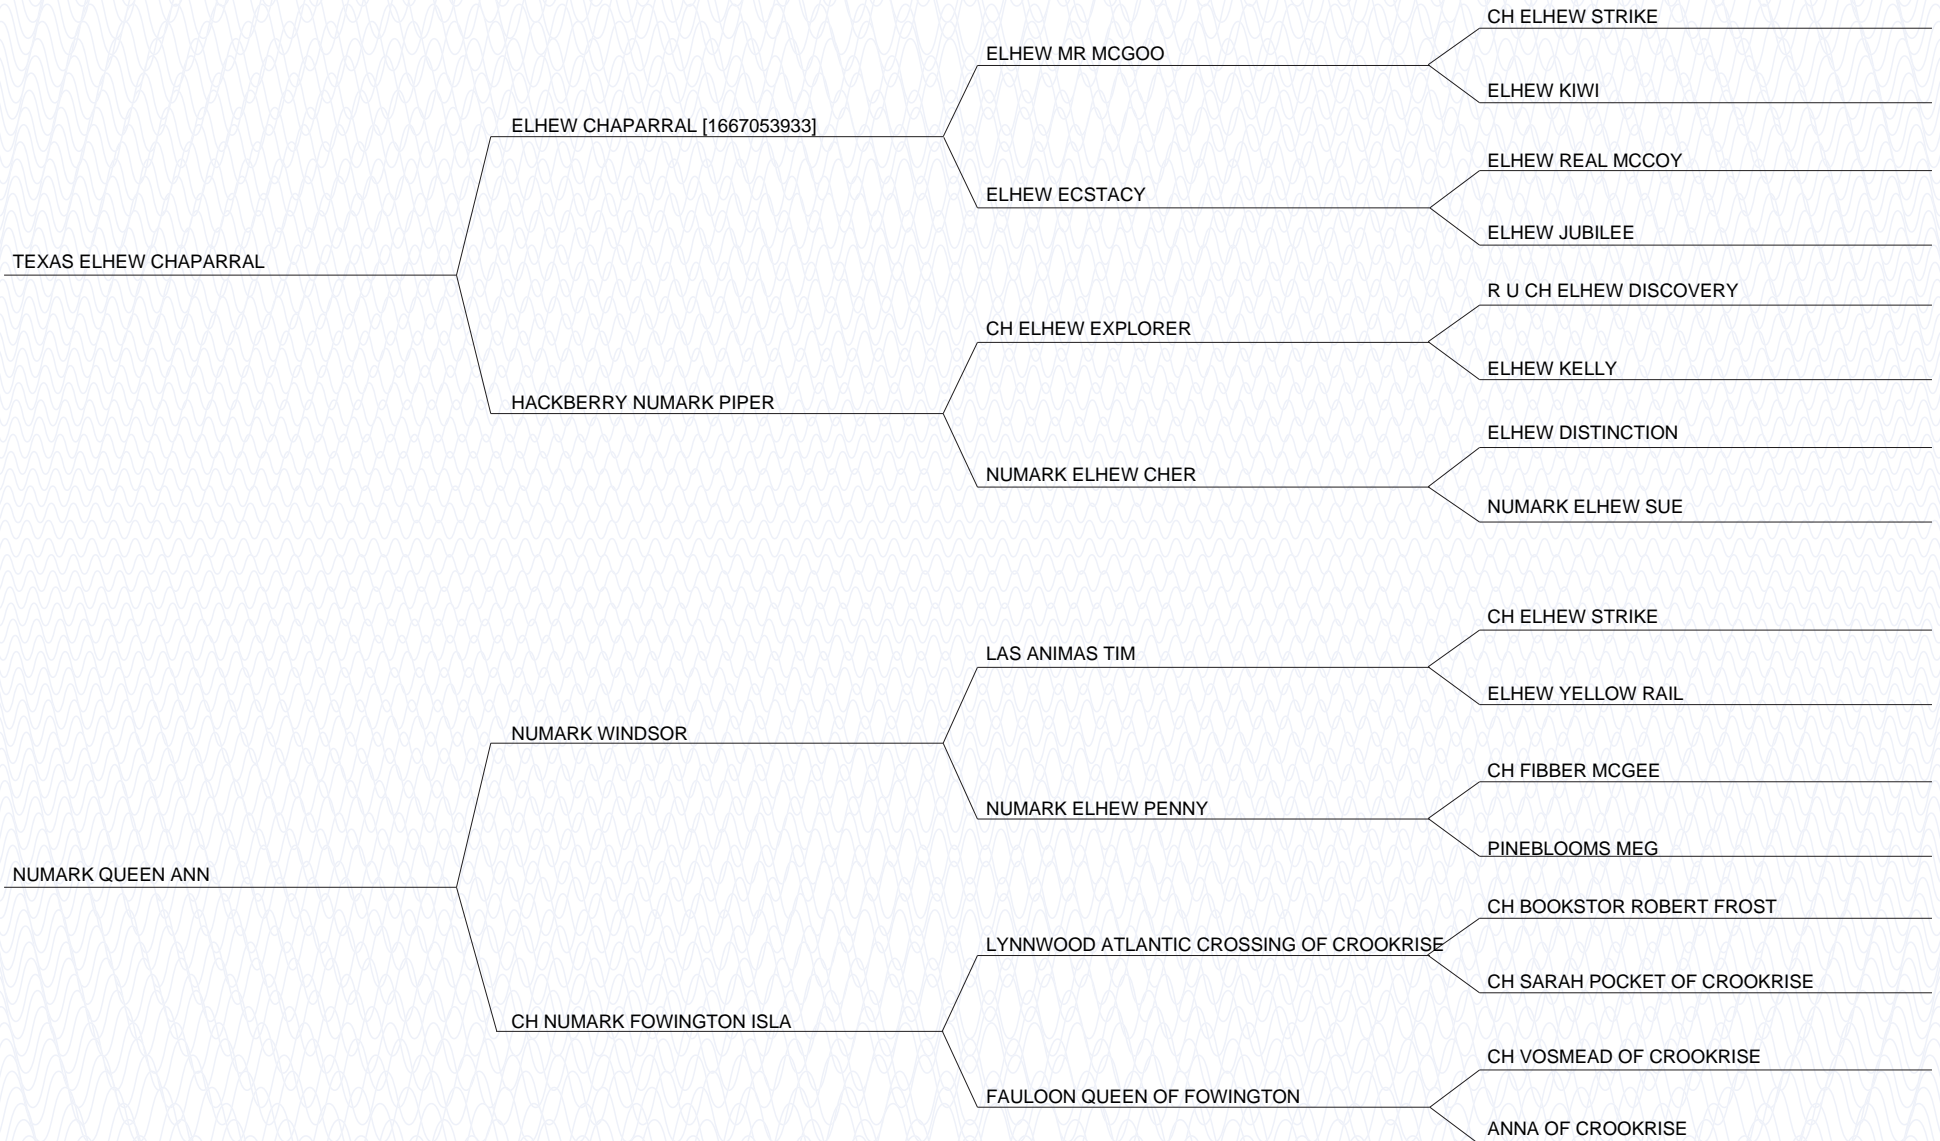 CH ELHEW STRIKE
ELHEW MR MCGOO
ELHEW KIWI
ELHEW CHAPARRAL [1667053933]
ELHEW REAL MCCOY
ELHEW ECSTACY
ELHEW JUBILEE
TEXAS ELHEW CHAPARRAL
R U CH ELHEW DISCOVERY
CH ELHEW EXPLORER
ELHEW KELLY
HACKBERRY NUMARK PIPER
ELHEW DISTINCTION
NUMARK ELHEW CHER
NUMARK ELHEW SUE
CH ELHEW STRIKE
LAS ANIMAS TIM
ELHEW YELLOW RAIL
NUMARK WINDSOR
CH FIBBER MCGEE
NUMARK ELHEW PENNY
PINEBLOOMS MEG
NUMARK QUEEN ANN
CH BOOKSTOR ROBERT FROST
LYNNWOOD ATLANTIC CROSSING OF CROOKRISE
CH SARAH POCKET OF CROOKRISE
CH NUMARK FOWINGTON ISLA
CH VOSMEAD OF CROOKRISE
FAULOON QUEEN OF FOWINGTON
ANNA OF CROOKRISE